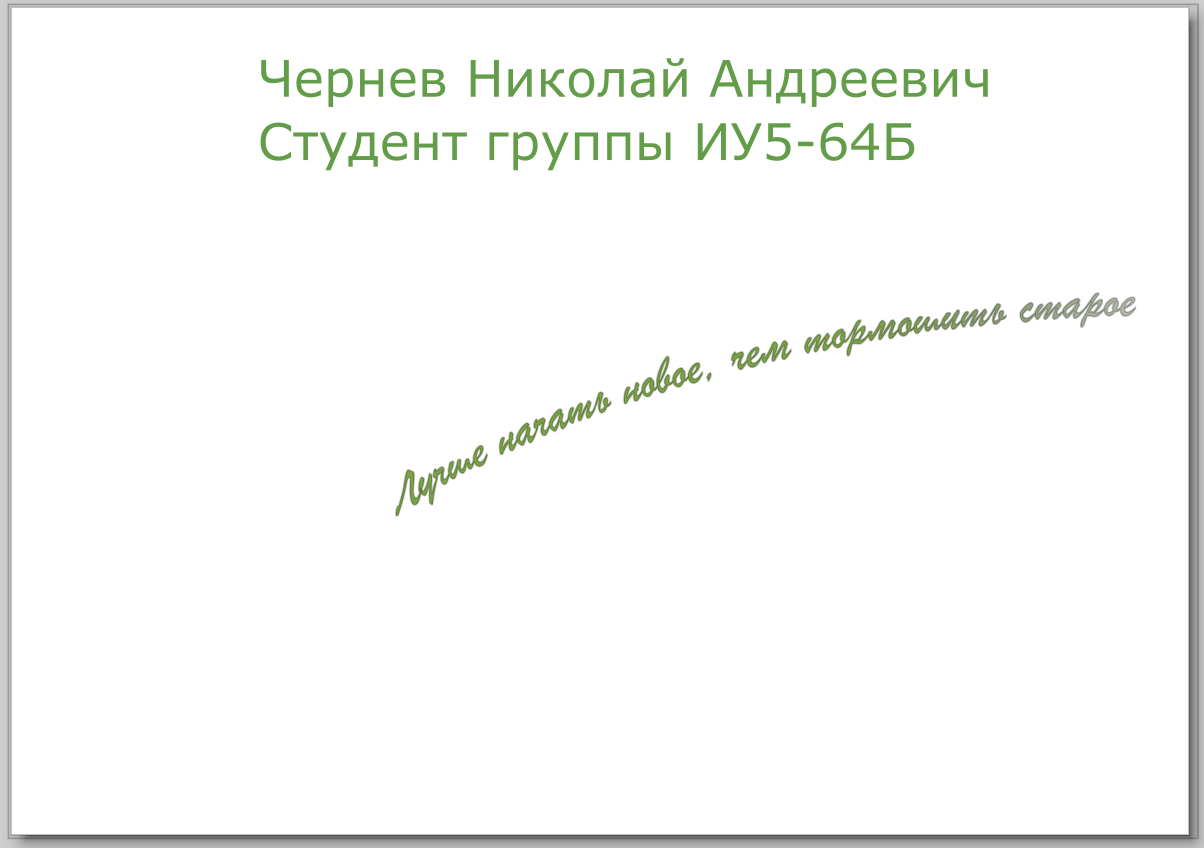 Чернев Николай Андреевич
Студент группы ИУ5-64Б
Лучше начать новое, чем тормошить старое